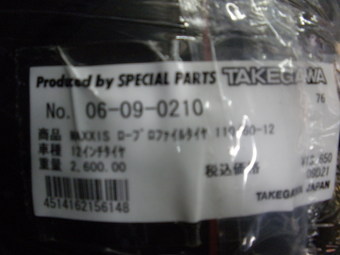 Produced by SPECIAL PARTS TAKEGAWA
76
No. 06-09-0210
商品 MAXXIS ロープロファイルタイヤ
車種 12インチタイヤ
重量 2,600.00 税込価格
08D21
4514162156148 TAKEGAWA JAPAN